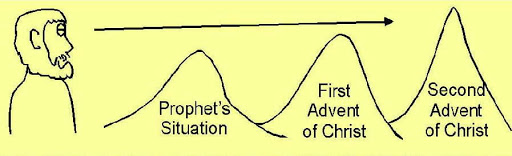 Prophet's
Situation
First
Advent
of Christ
Second
Advent
of Christ